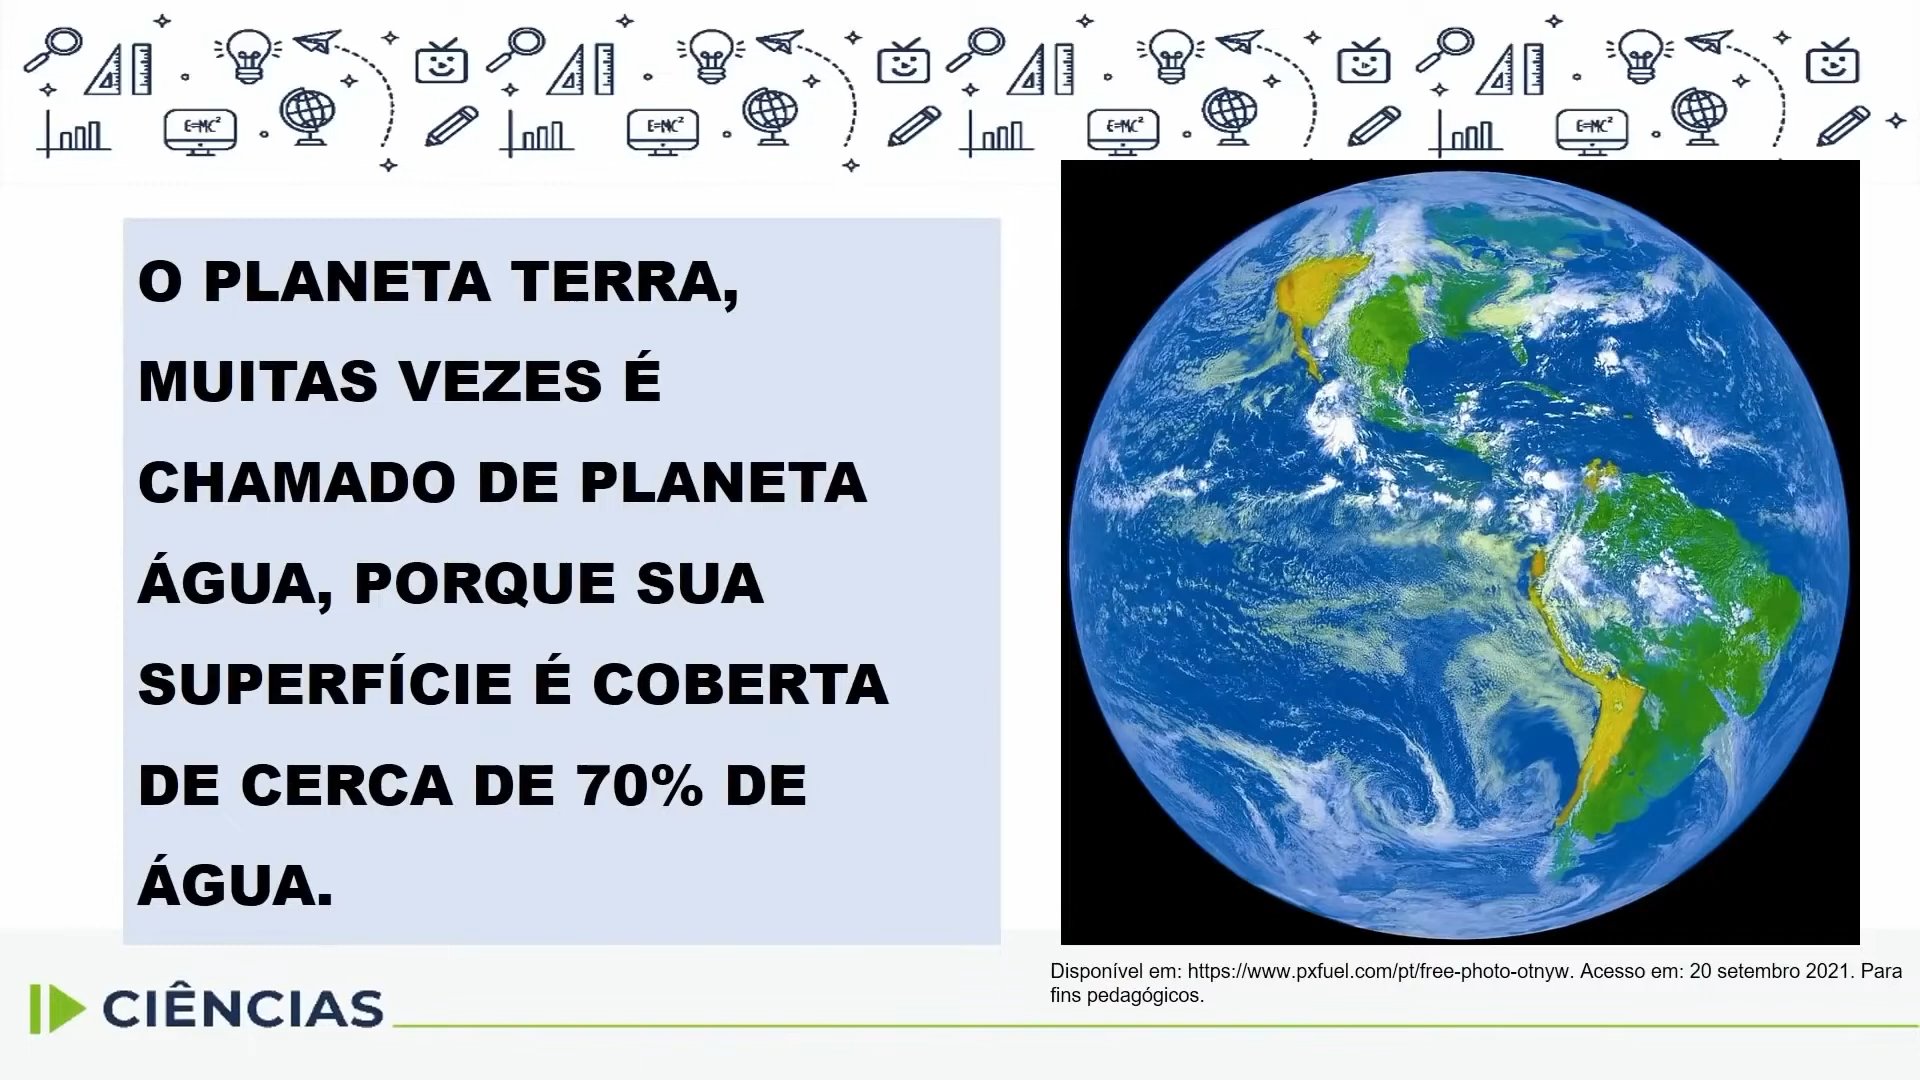 E=MC²
E=MC²
E=MC²
E=MC²
O PLANETA TERRA,
MUITAS VEZES É
CHAMADO DE PLANETA
ÁGUA, PORQUE SUA
SUPERFÍCIE É COBERTA
DE CERCA DE 70% DE
ÁGUA.
Disponível em: https://www.pxfuel.com/pt/free-photo-otnyw. Acesso em: 20 setembro 2021. Para
fins pedagógicos.
CIÊNCIAS